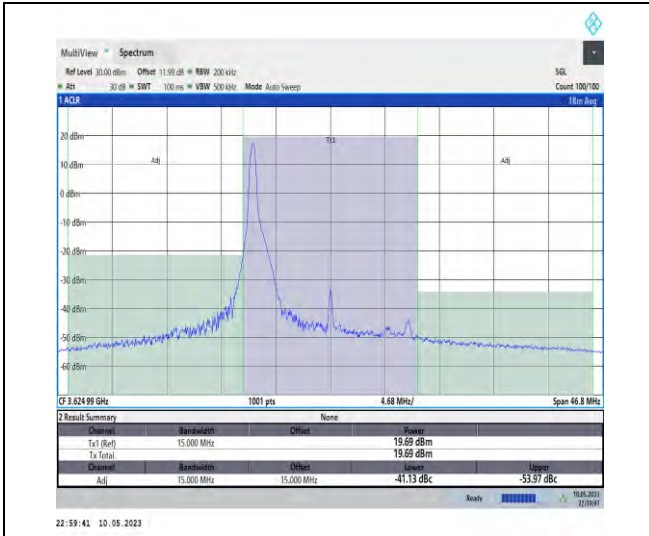 MultiView Spectrum
Ref Level 30.00 dBm Offset 11.99 dB RBW 200 kHz SGL
Att 30 dB SWT 100 ms VBW 500 kHz Mode Auto Sweep Count 100/100
1 ACLR 1Rm Avg
20 dBm
Tx1
Adj Adj
10 dBm
0 dBm
-10 dBm
-20 dBm
-30 dBm
-40 dBm
-50 dBm
-60 dBm
CF 3.624 99 GHz 1001 pts 4.68 MHz/ Span 46.8 MHz
2 Result Summary None
Channel Bandwidth Offset Power
Tx1 (Ref) 15.000 MHz 19.69 dBm
Tx Total 19.69 dBm
Channel Bandwidth Offset Lower Upper
Adj 15.000 MHz 15.000 MHz -41.13 dBc -53.97 dBc
Ready 10.05.2023
22:59:41
22:59:41 10.05.2023